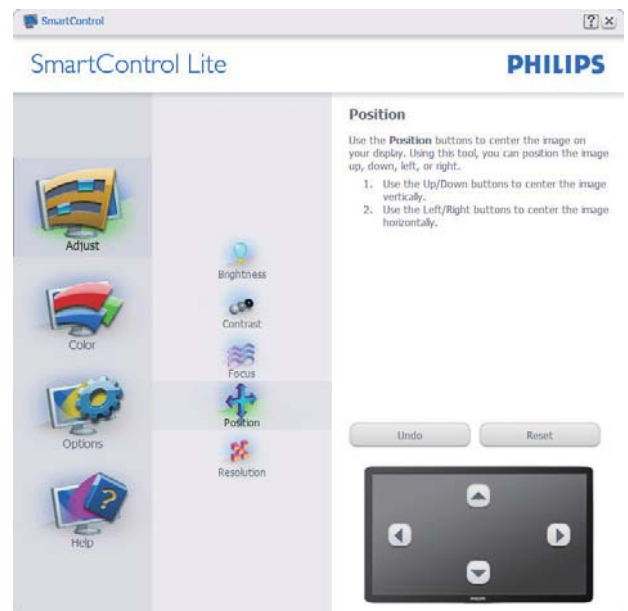 SmartControl
SmartControl Lite
PHILIPS
Adjust
Color
Options
Help
Brightness
Contrast
Focus
Position
Resolution
Position
Use the Position buttons to center the image on
your display. Using this tool, you can position the image
up, down, left, or right.
1. Use the Up/Down buttons to center the image
vertically.
2. Use the Left/Right buttons to center the image
horizontally.
Undo
Reset
PHILIPS